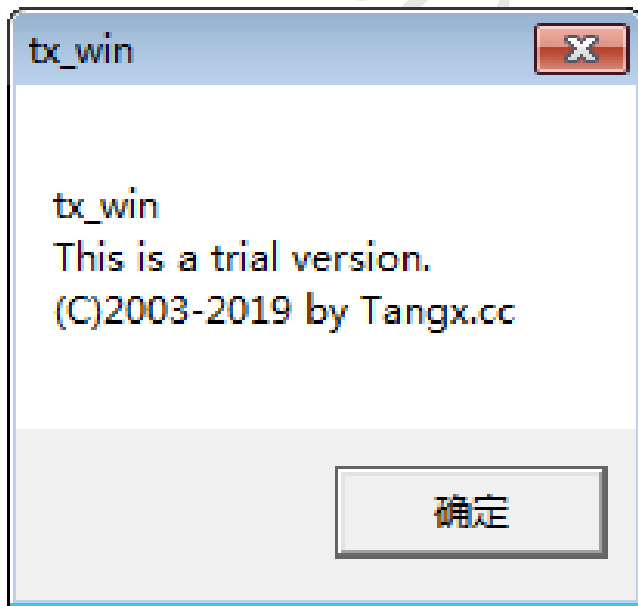 tx_win
tx_win
This is a trial version.
(C)2003-2019 by Tangx.cc
确定